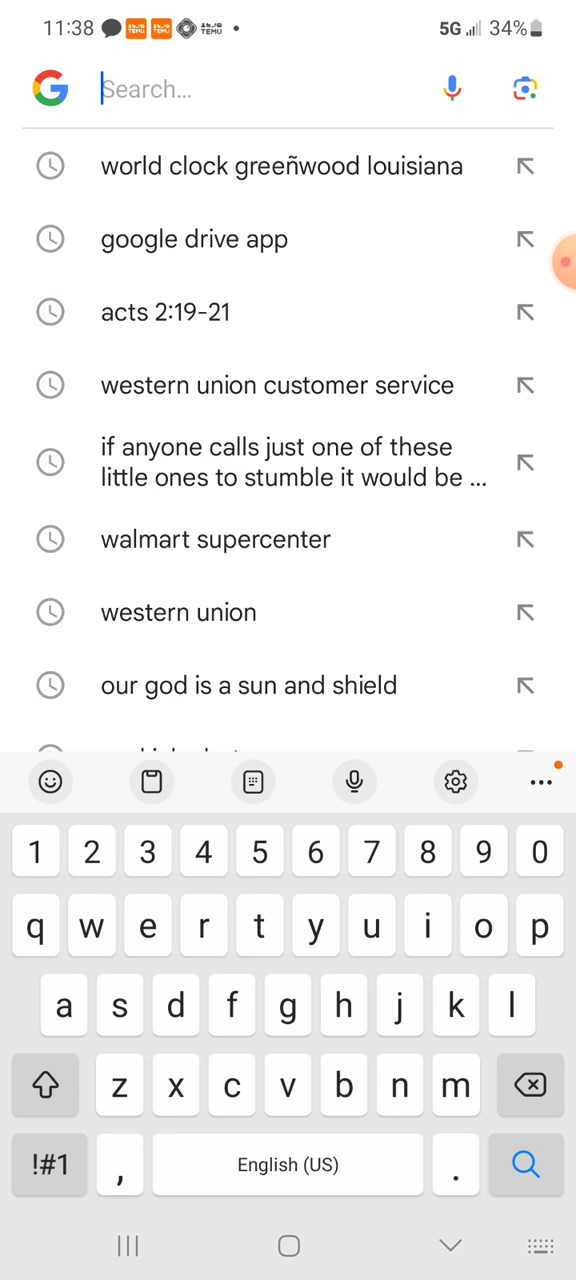 11:38 TEMU TEMU TEMU 5G 34%
Search...
world clock greeñwood louisiana
google drive app
acts 2:19-21
western union customer service
if anyone calls just one of these
little ones to stumble it would be ...
walmart supercenter
western union
our god is a sun and shield
1 2 3 4 5 6 7 8 9 0
q w e r t y u i o p
a s d f g h j k l
z x c v b n m
!#1 , English (US) .